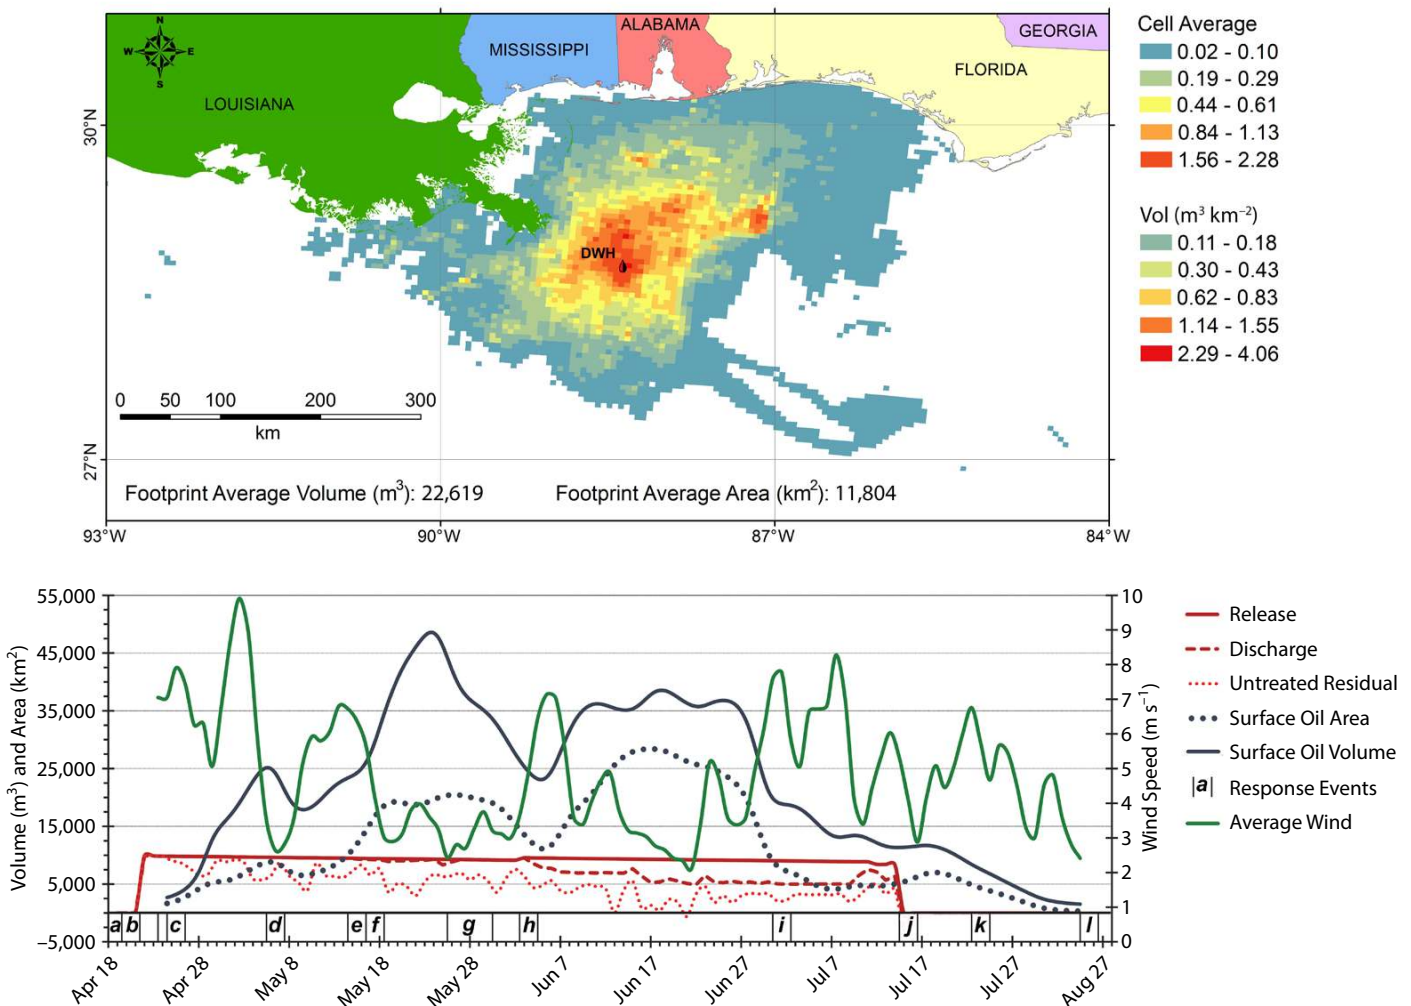 N
W E
S
LOUISIANA
MISSISSIPPI
ALABAMA
GEORGIA
FLORIDA
DWH
30°N
27°N
0 50 100 200 300
km
Footprint Average Volume (m³): 22,619
Footprint Average Area (km²): 11,804
93°W 90°W 87°W 84°W
Cell Average
0.02 - 0.10
0.19 - 0.29
0.44 - 0.61
0.84 - 1.13
1.56 - 2.28
Vol (m³ km⁻²)
0.11 - 0.18
0.30 - 0.43
0.62 - 0.83
1.14 - 1.55
2.29 - 4.06
Volume (m³) and Area (km²)
55,000
45,000
35,000
25,000
15,000
5,000
−5,000
10
9
8
7
6
5
4
3
2
1
0
Wind Speed (m s⁻¹)
a b c d e f g h i j k l
Apr 18 Apr 28 May 8 May 18 May 28 Jun 7 Jun 17 Jun 27 Jul 7 Jul 17 Jul 27 Aug 27
Release
Discharge
Untreated Residual
Surface Oil Area
Surface Oil Volume
|a| Response Events
Average Wind